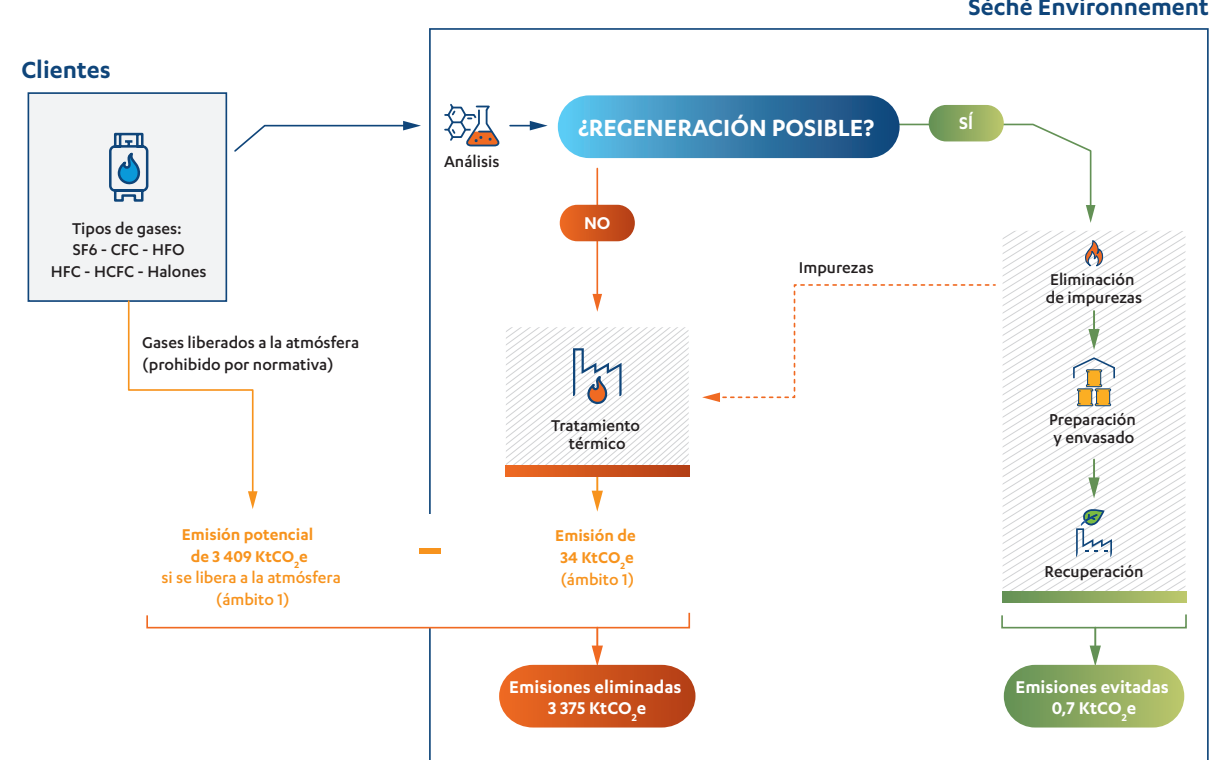 Séché Environnement
Clientes
Tipos de gases:
SF6 - CFC - HFO
HFC - HCFC - Halones
Análisis
¿REGENERACIÓN POSIBLE?
SÍ
NO
Gases liberados a la atmósfera
(prohibido por normativa)
Impurezas
Tratamiento
térmico
Eliminación
de impurezas
Preparación
y envasado
Recuperación
Emisión potencial
de 3 409 KtCO₂e
si se libera a la atmósfera
(ámbito 1)
–
Emisión de
34 KtCO₂e
(ámbito 1)
Emisiones eliminadas
3 375 KtCO₂e
Emisiones evitadas
0,7 KtCO₂e